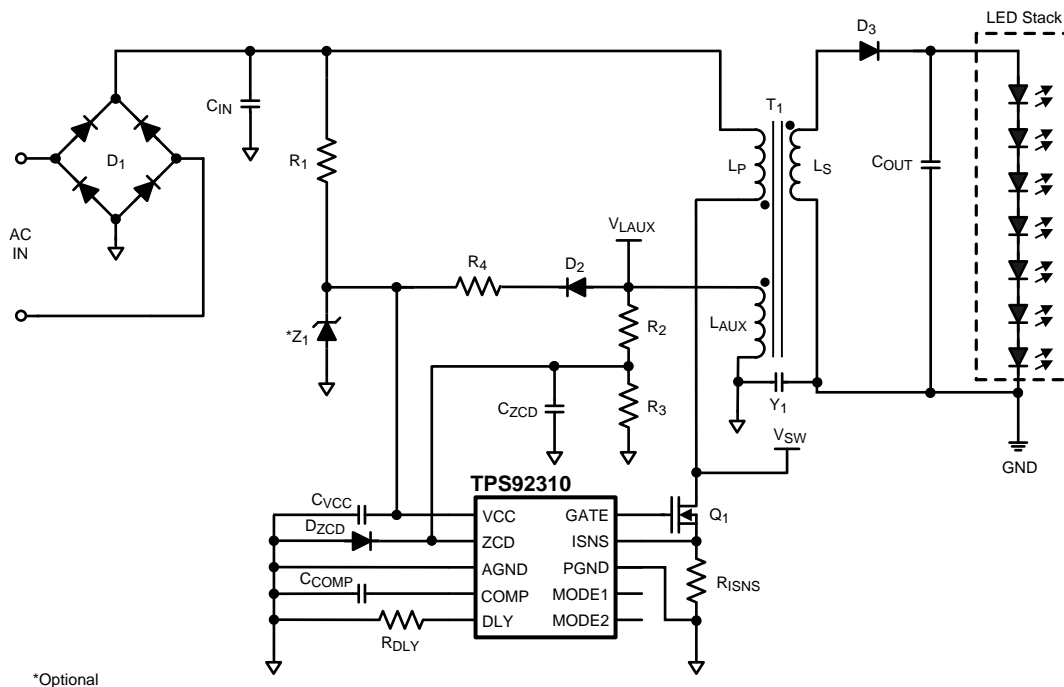 LED Stack
D3
T1
CIN
D1
R1
LP
LS
COUT
VLAUX
AC
IN
R4
D2
*Z1
R2
LAUX
CZCD
R3
Y1
VSW
GND
TPS92310
CVCC
VCC
GATE
Q1
DZCD
ZCD
ISNS
AGND
PGND
RISNS
CCOMP
COMP
MODE1
DLY
MODE2
RDLY
*Optional